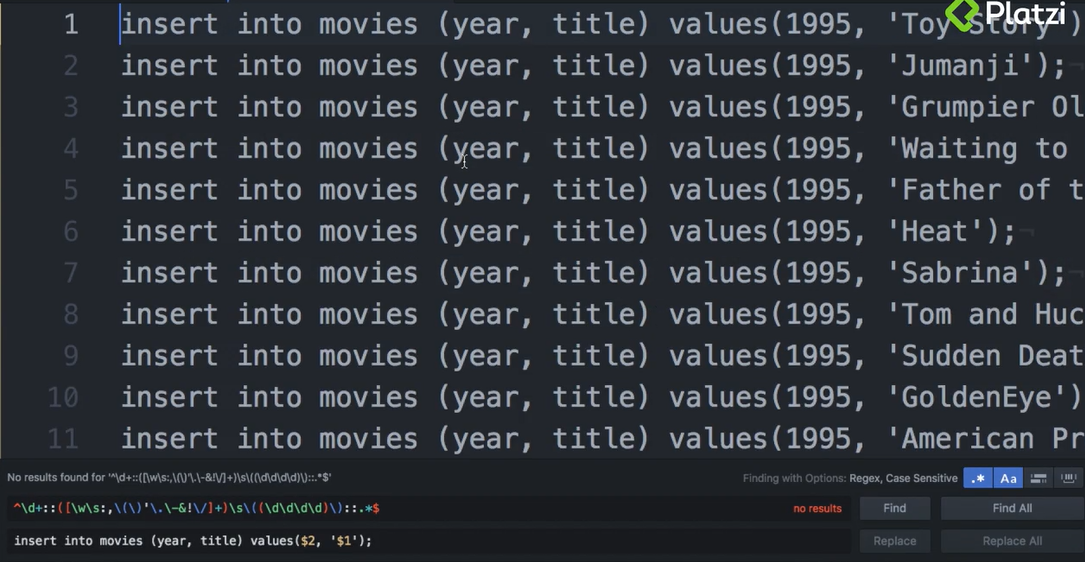 Platzi
1 insert into movies (year, title) values(1995, 'Toy Story')
2 insert into movies (year, title) values(1995, 'Jumanji');
3 insert into movies (year, title) values(1995, 'Grumpier Ol
4 insert into movies (year, title) values(1995, 'Waiting to
5 insert into movies (year, title) values(1995, 'Father of t
6 insert into movies (year, title) values(1995, 'Heat');¬
7 insert into movies (year, title) values(1995, 'Sabrina');¬
8 insert into movies (year, title) values(1995, 'Tom and Huc
9 insert into movies (year, title) values(1995, 'Sudden Deat
10 insert into movies (year, title) values(1995, 'GoldenEye')
11 insert into movies (year, title) values(1995, 'American Pr
No results found for '^\d+::([\w\s:,\(\)'\.\-&!\/]+)\s\((\d\d\d\d)\)::.*$' Finding with Options: Regex, Case Sensitive .* Aa
^\d+::([\w\s:,\(\)'\.\-&!\/]+)\s\((\d\d\d\d)\)::.*$ no results Find Find All
insert into movies (year, title) values($2, '$1'); Replace Replace All